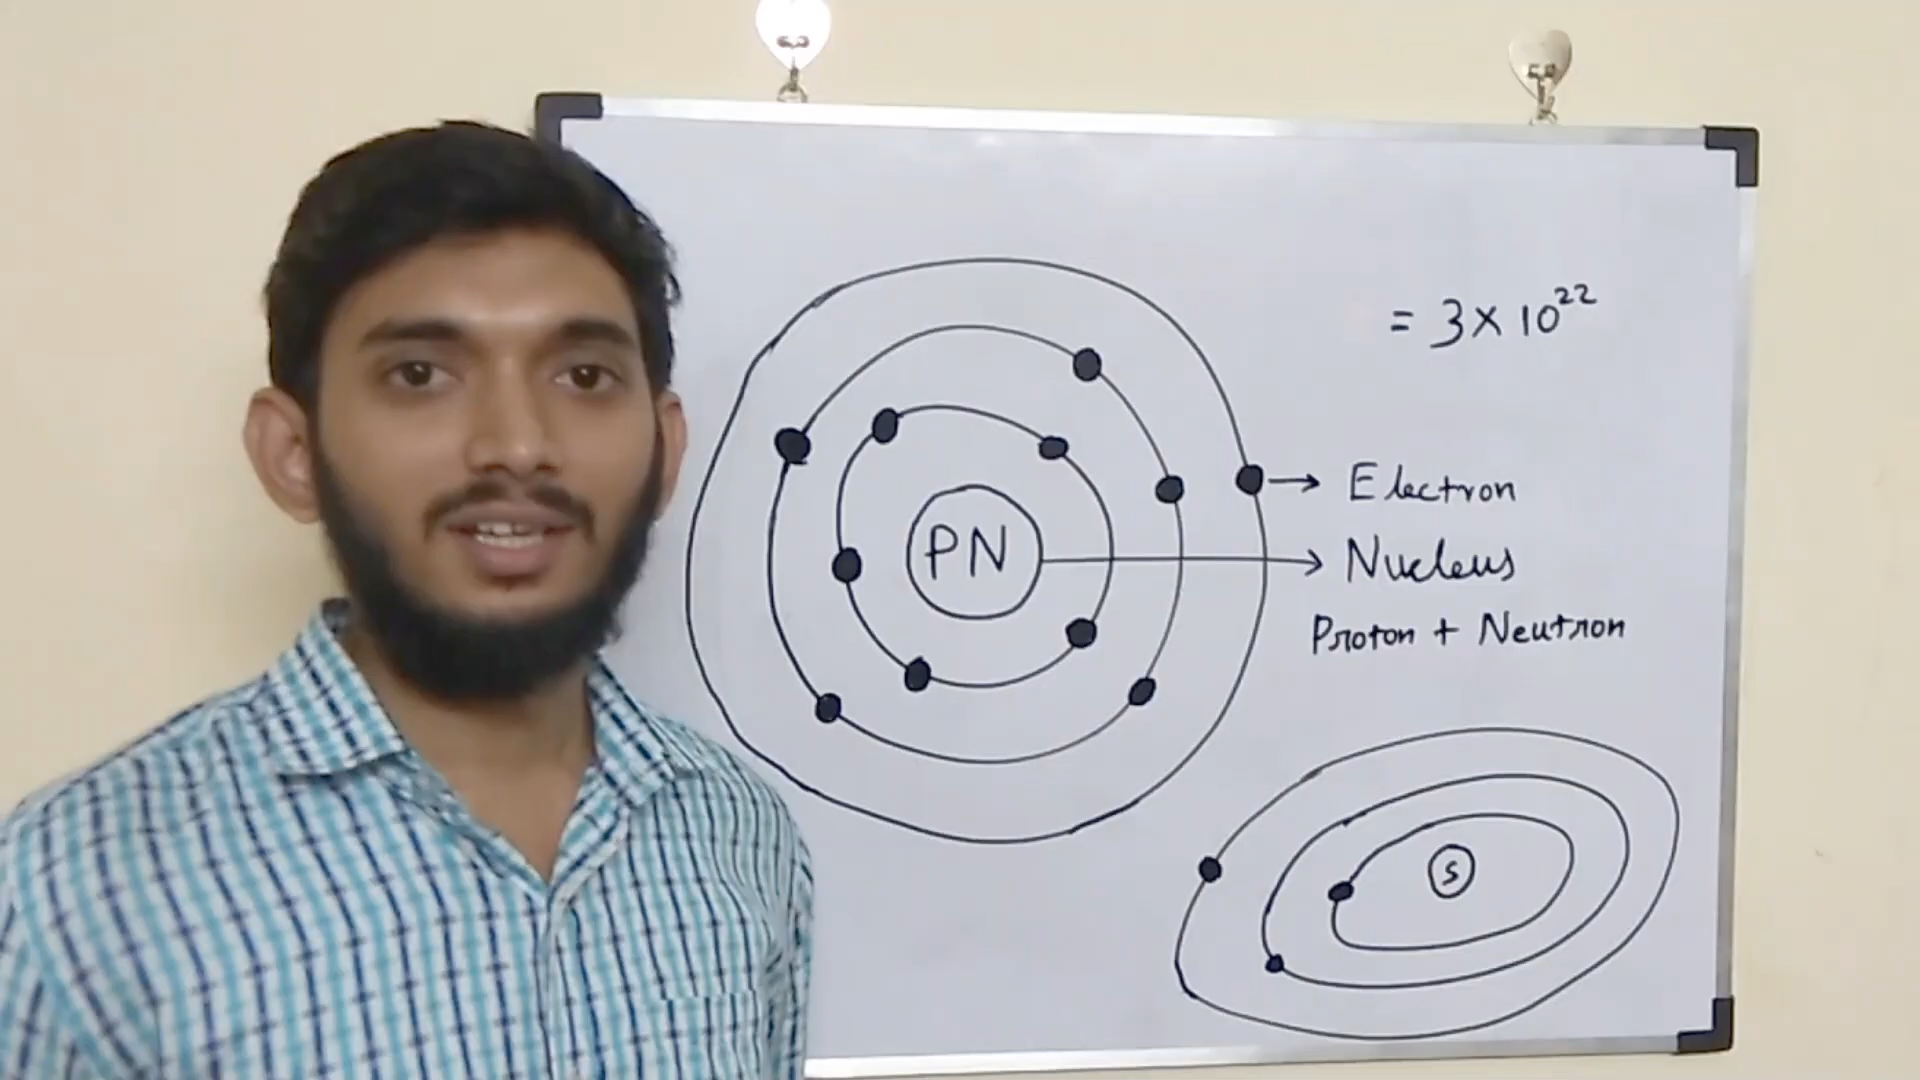 = 3 × 10²²
Electron
PN
Nucleus
Proton + Neutron
S